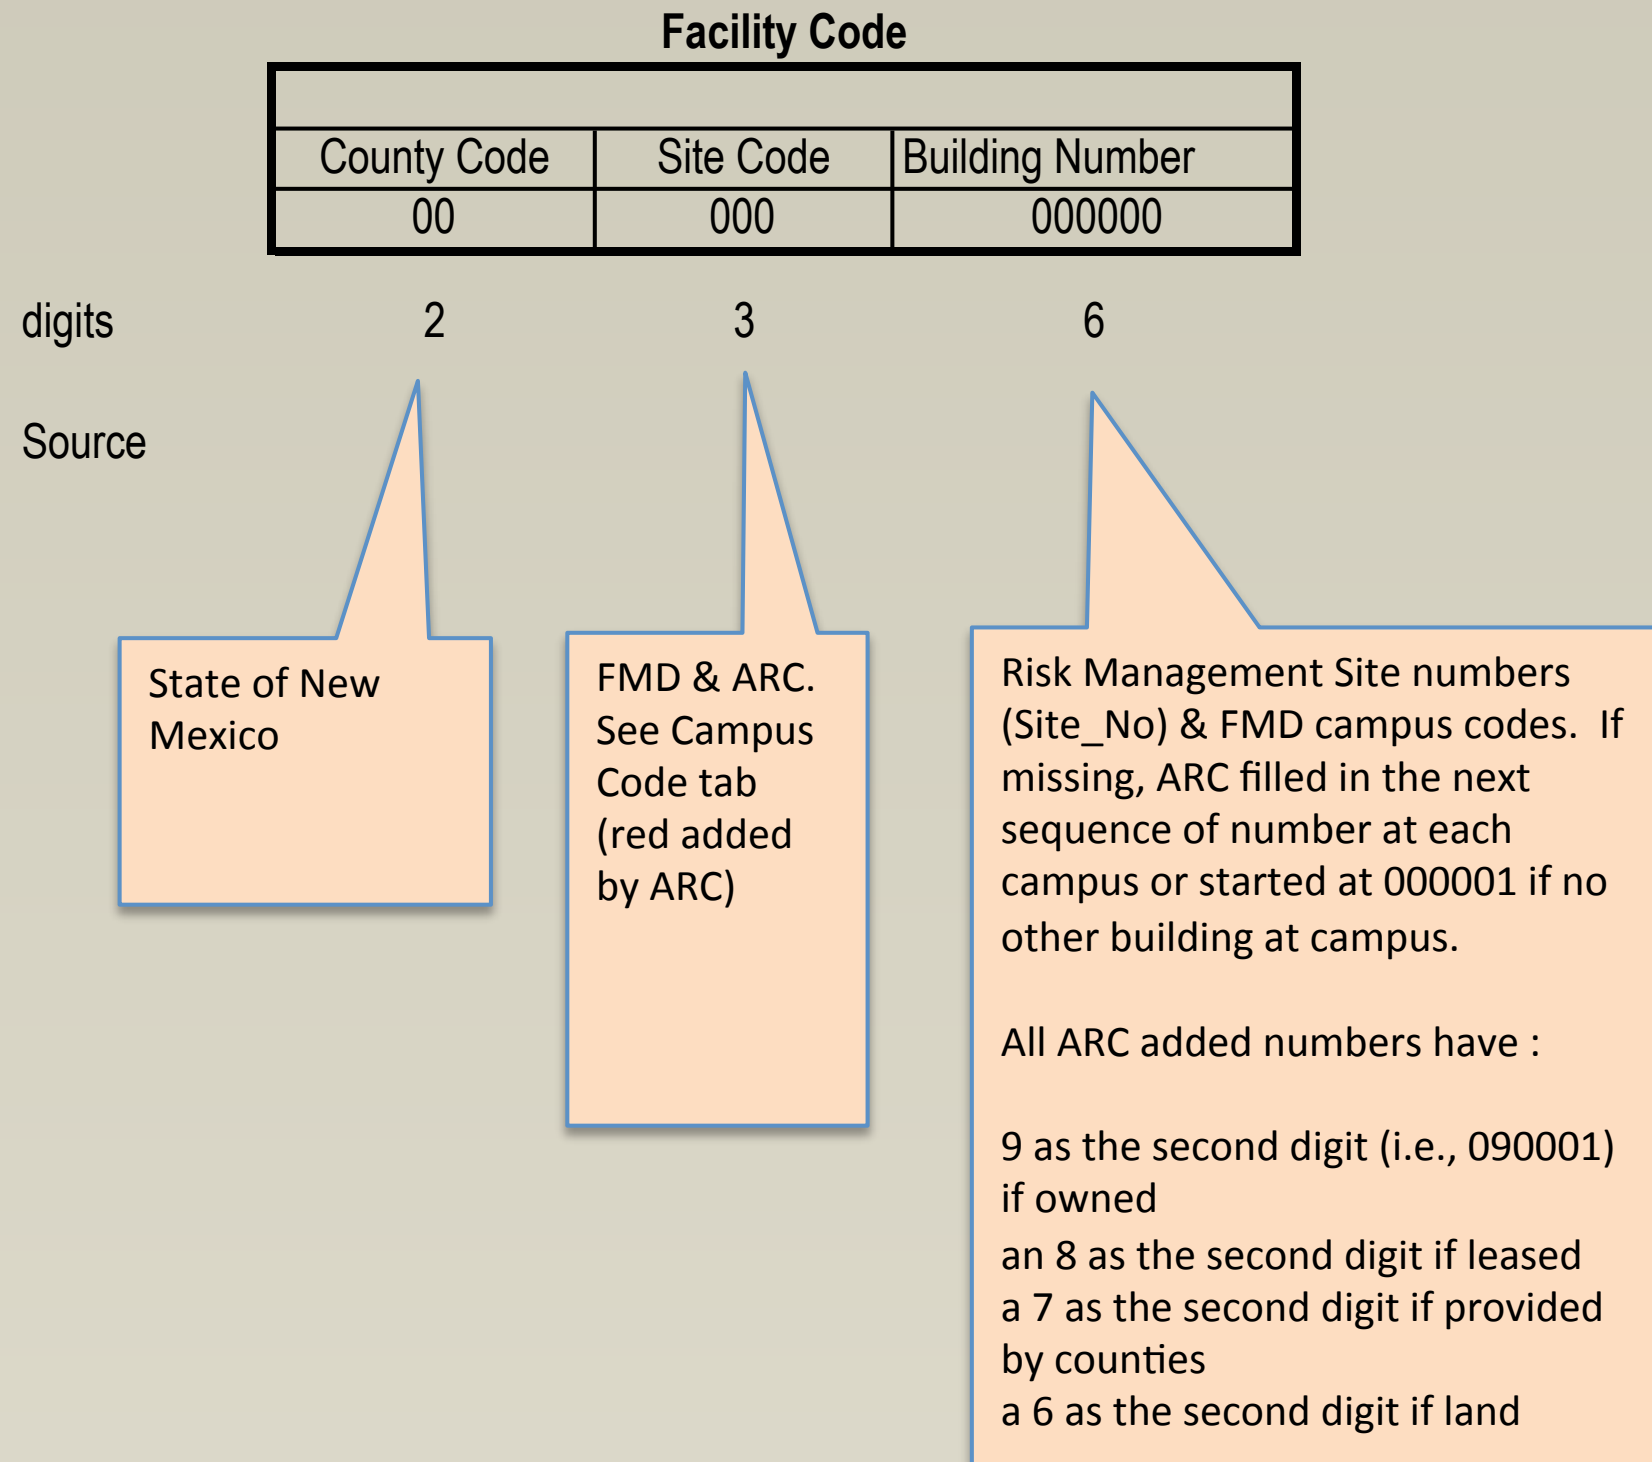 Facility Code
County Code Site Code Building Number
00 000 000000
digits 2 3 6
Source
State of New
Mexico
FMD & ARC.
See Campus
Code tab
(red added
by ARC)
Risk Management Site numbers
(Site_No) & FMD campus codes.  If
missing, ARC filled in the next
sequence of number at each
campus or started at 000001 if no
other building at campus.
All ARC added numbers have :
9 as the second digit (i.e., 090001)
if owned
an 8 as the second digit if leased
a 7 as the second digit if provided
by counties
a 6 as the second digit if land